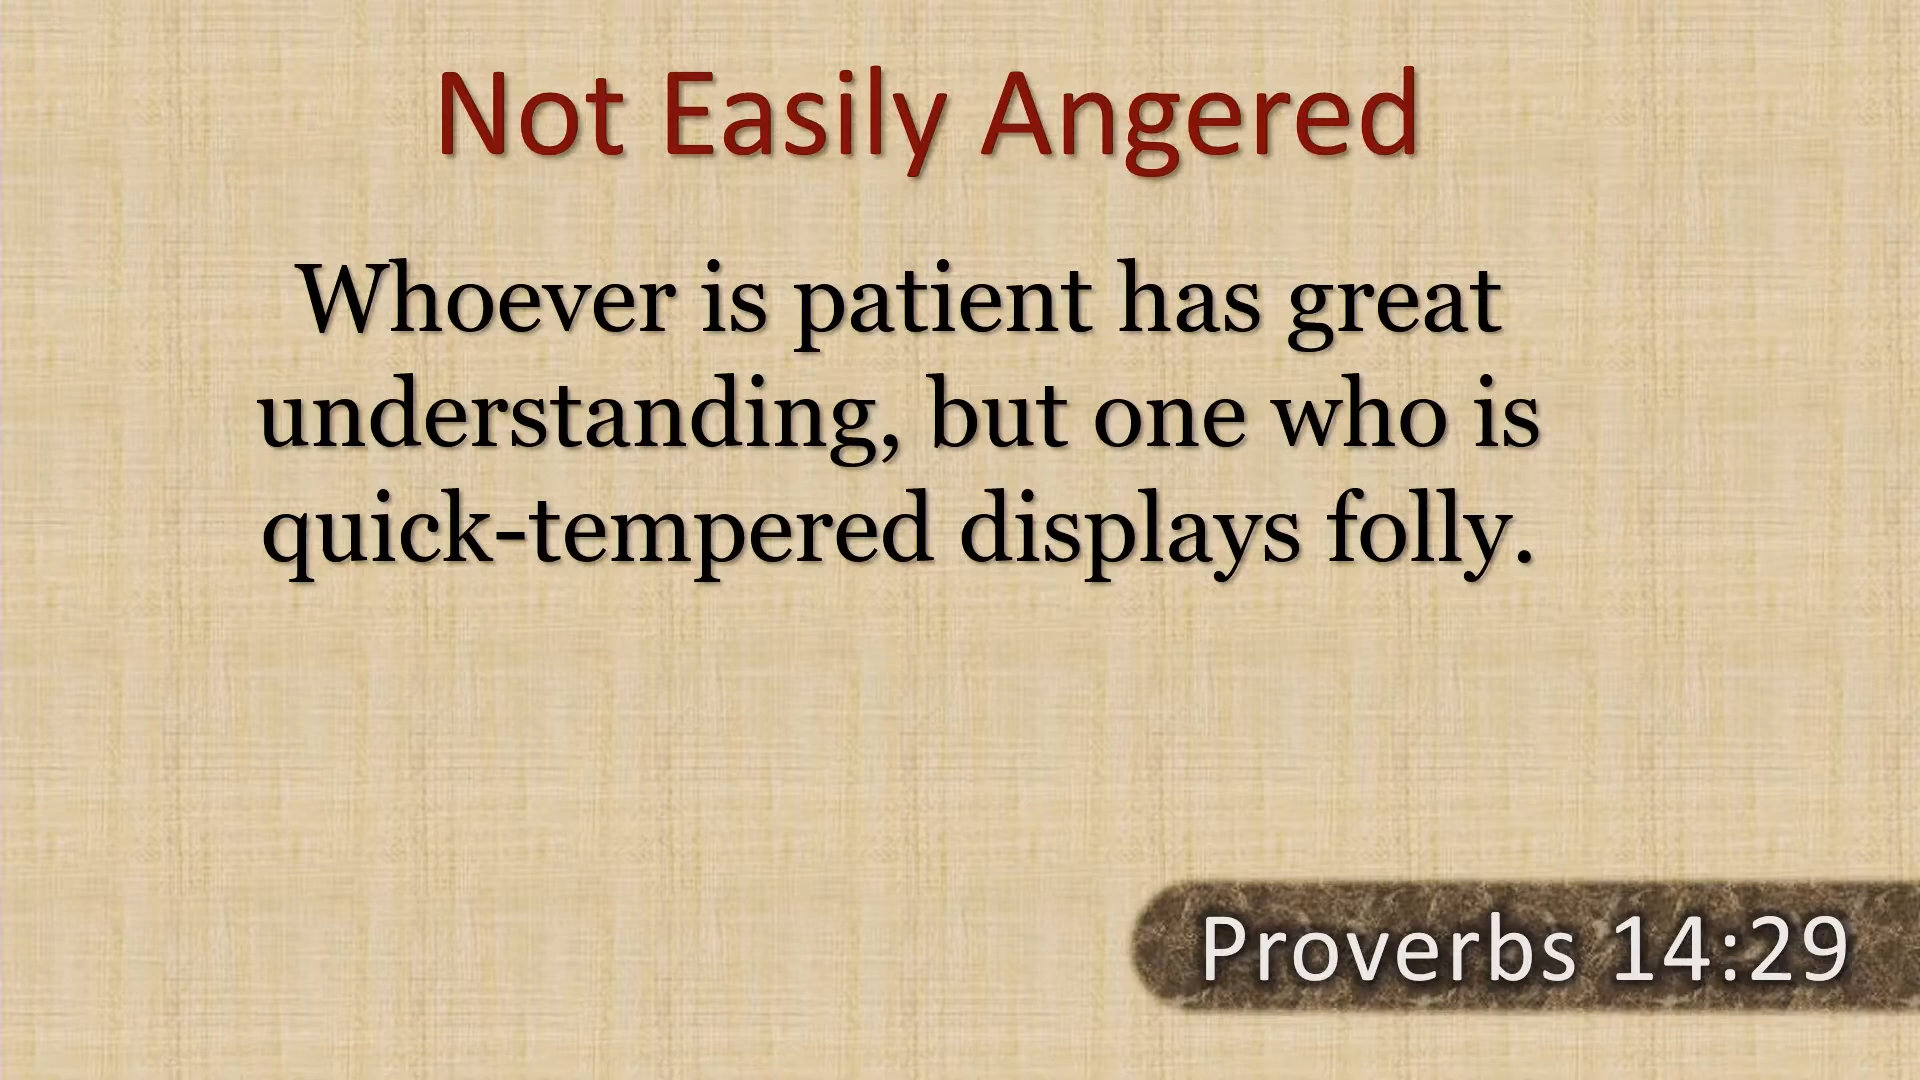 Not Easily Angered
Whoever is patient has great
understanding, but one who is
quick-tempered displays folly.
Proverbs 14:29